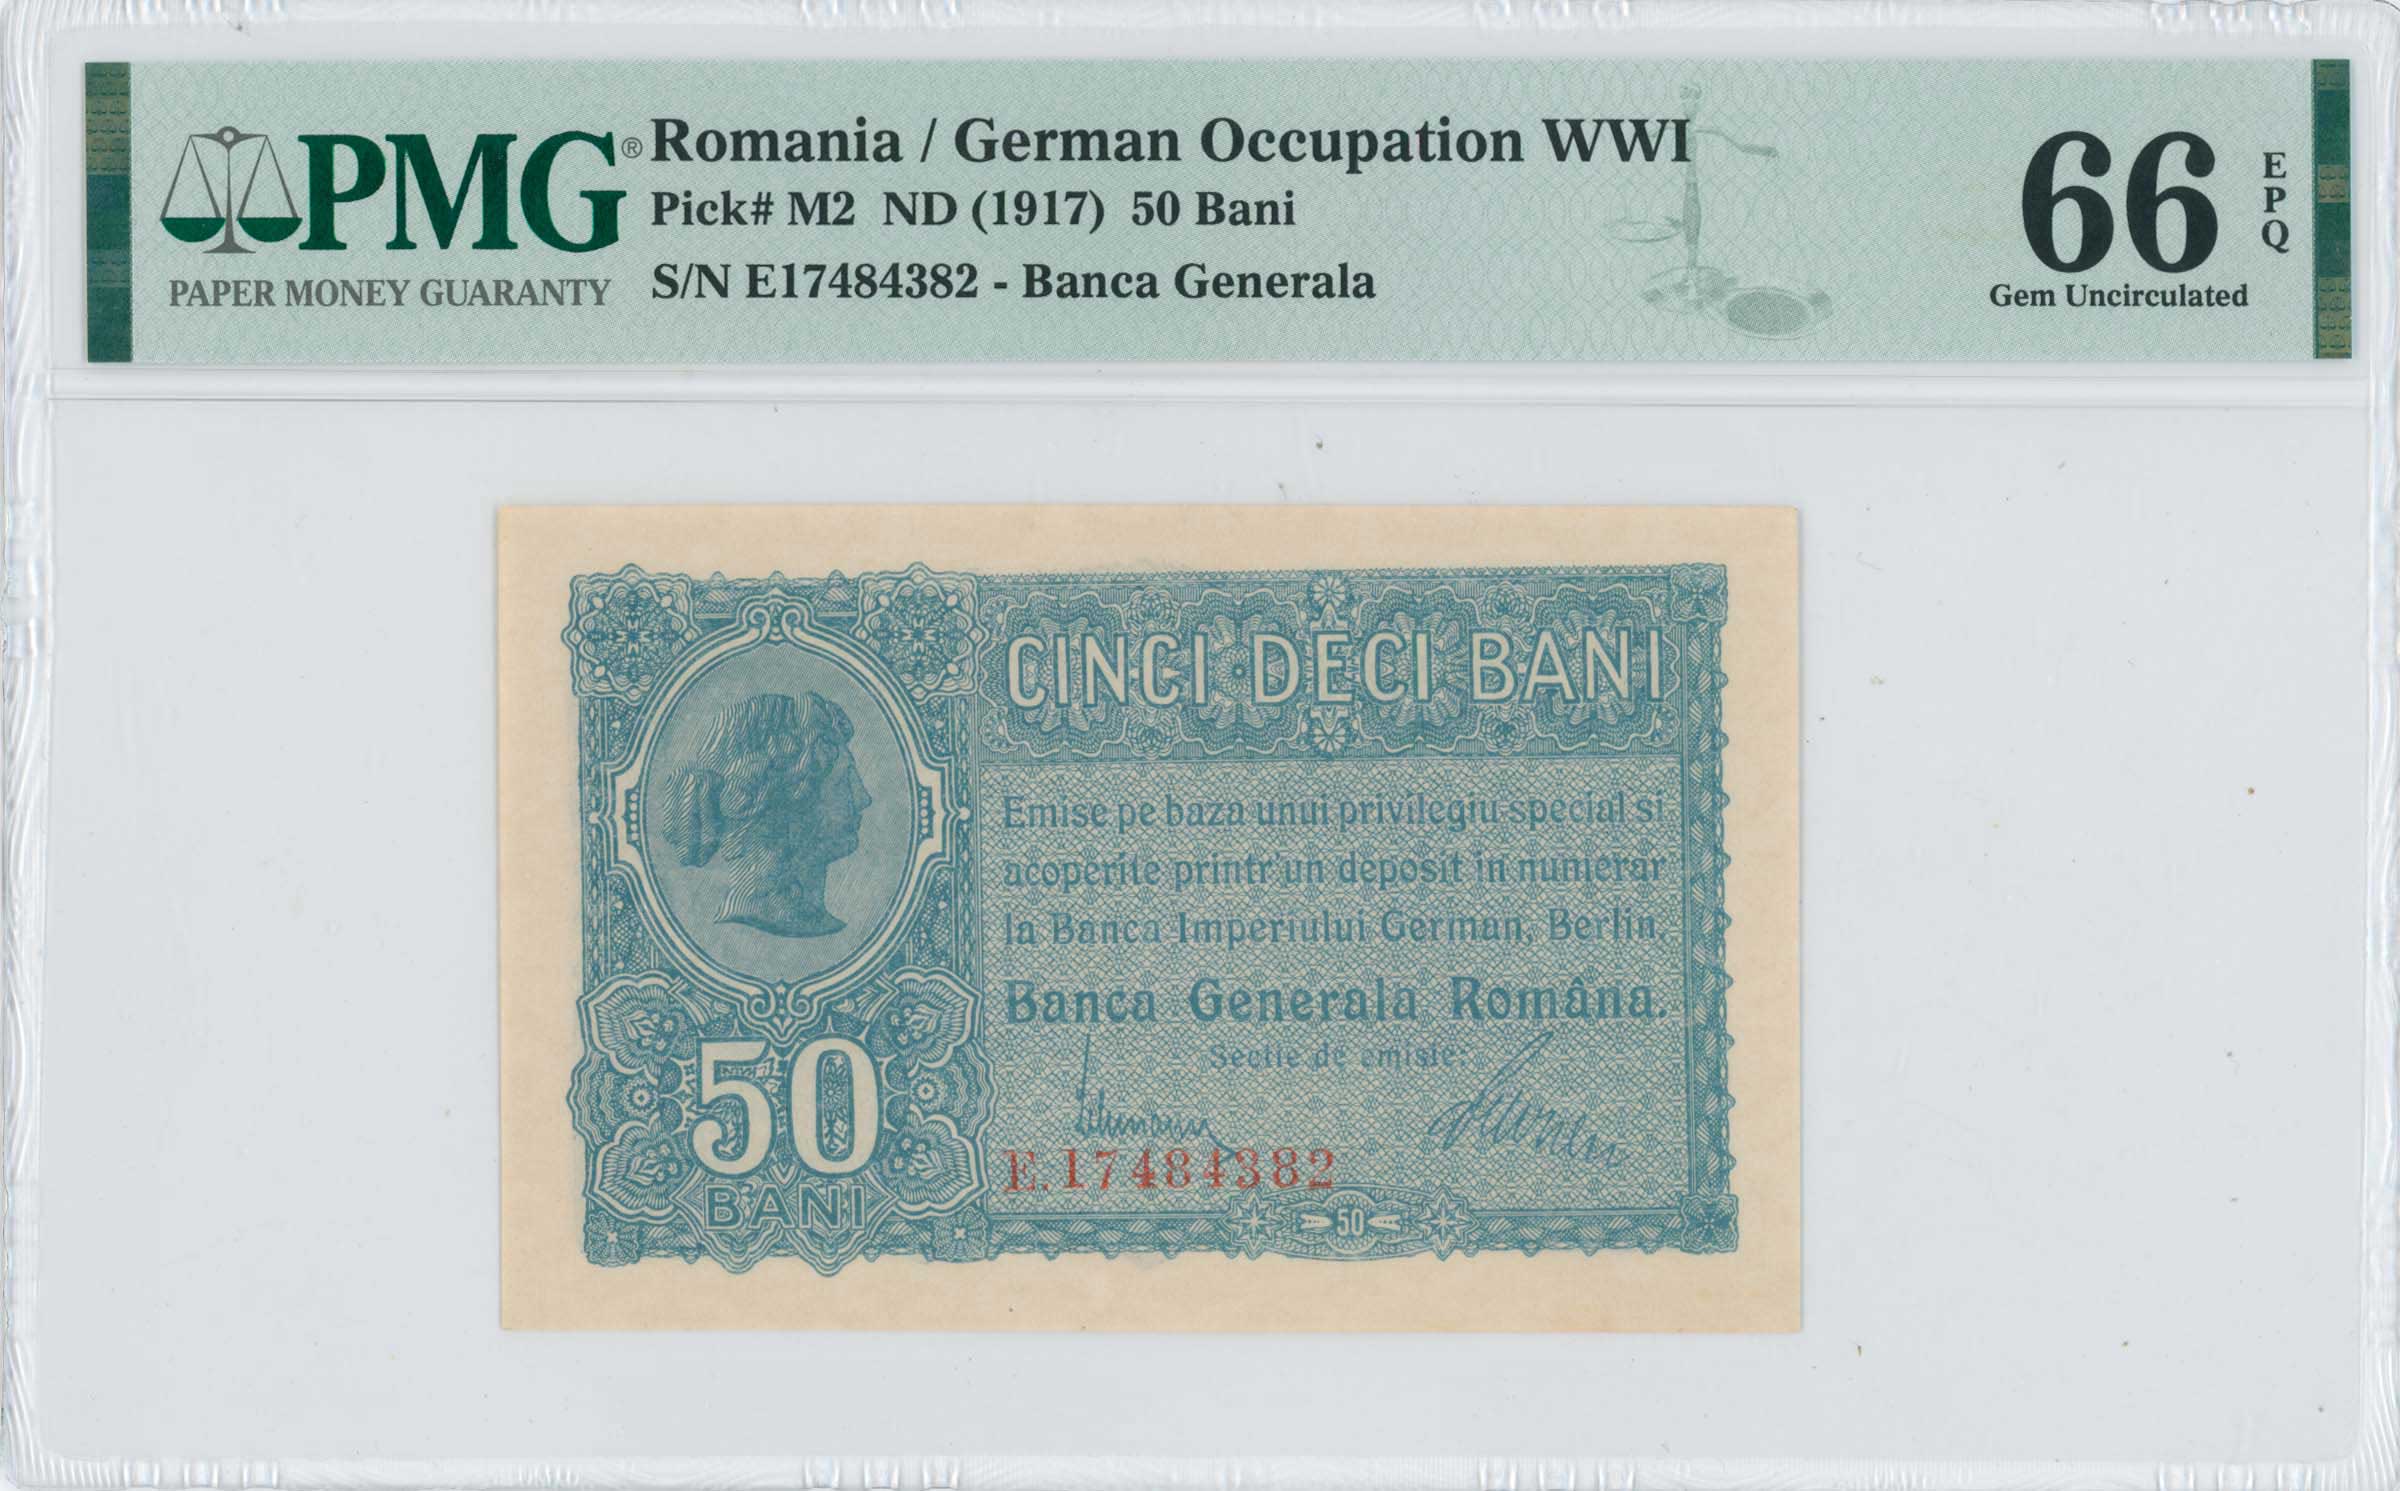 PMG®
PAPER MONEY GUARANTY
Romania / German Occupation WWI
Pick# M2 ND (1917) 50 Bani
S/N E17484382 - Banca Generala
66
EPQ
Gem Uncirculated
CINCI DECI BANI
Emise pe baza unui privilegiu special si
acoperite printr'un deposit in numerar
la Banca Imperiului German, Berlin,
Banca Generala Româna.
Sectie de emisie:
E.17484382
50
BANI
50